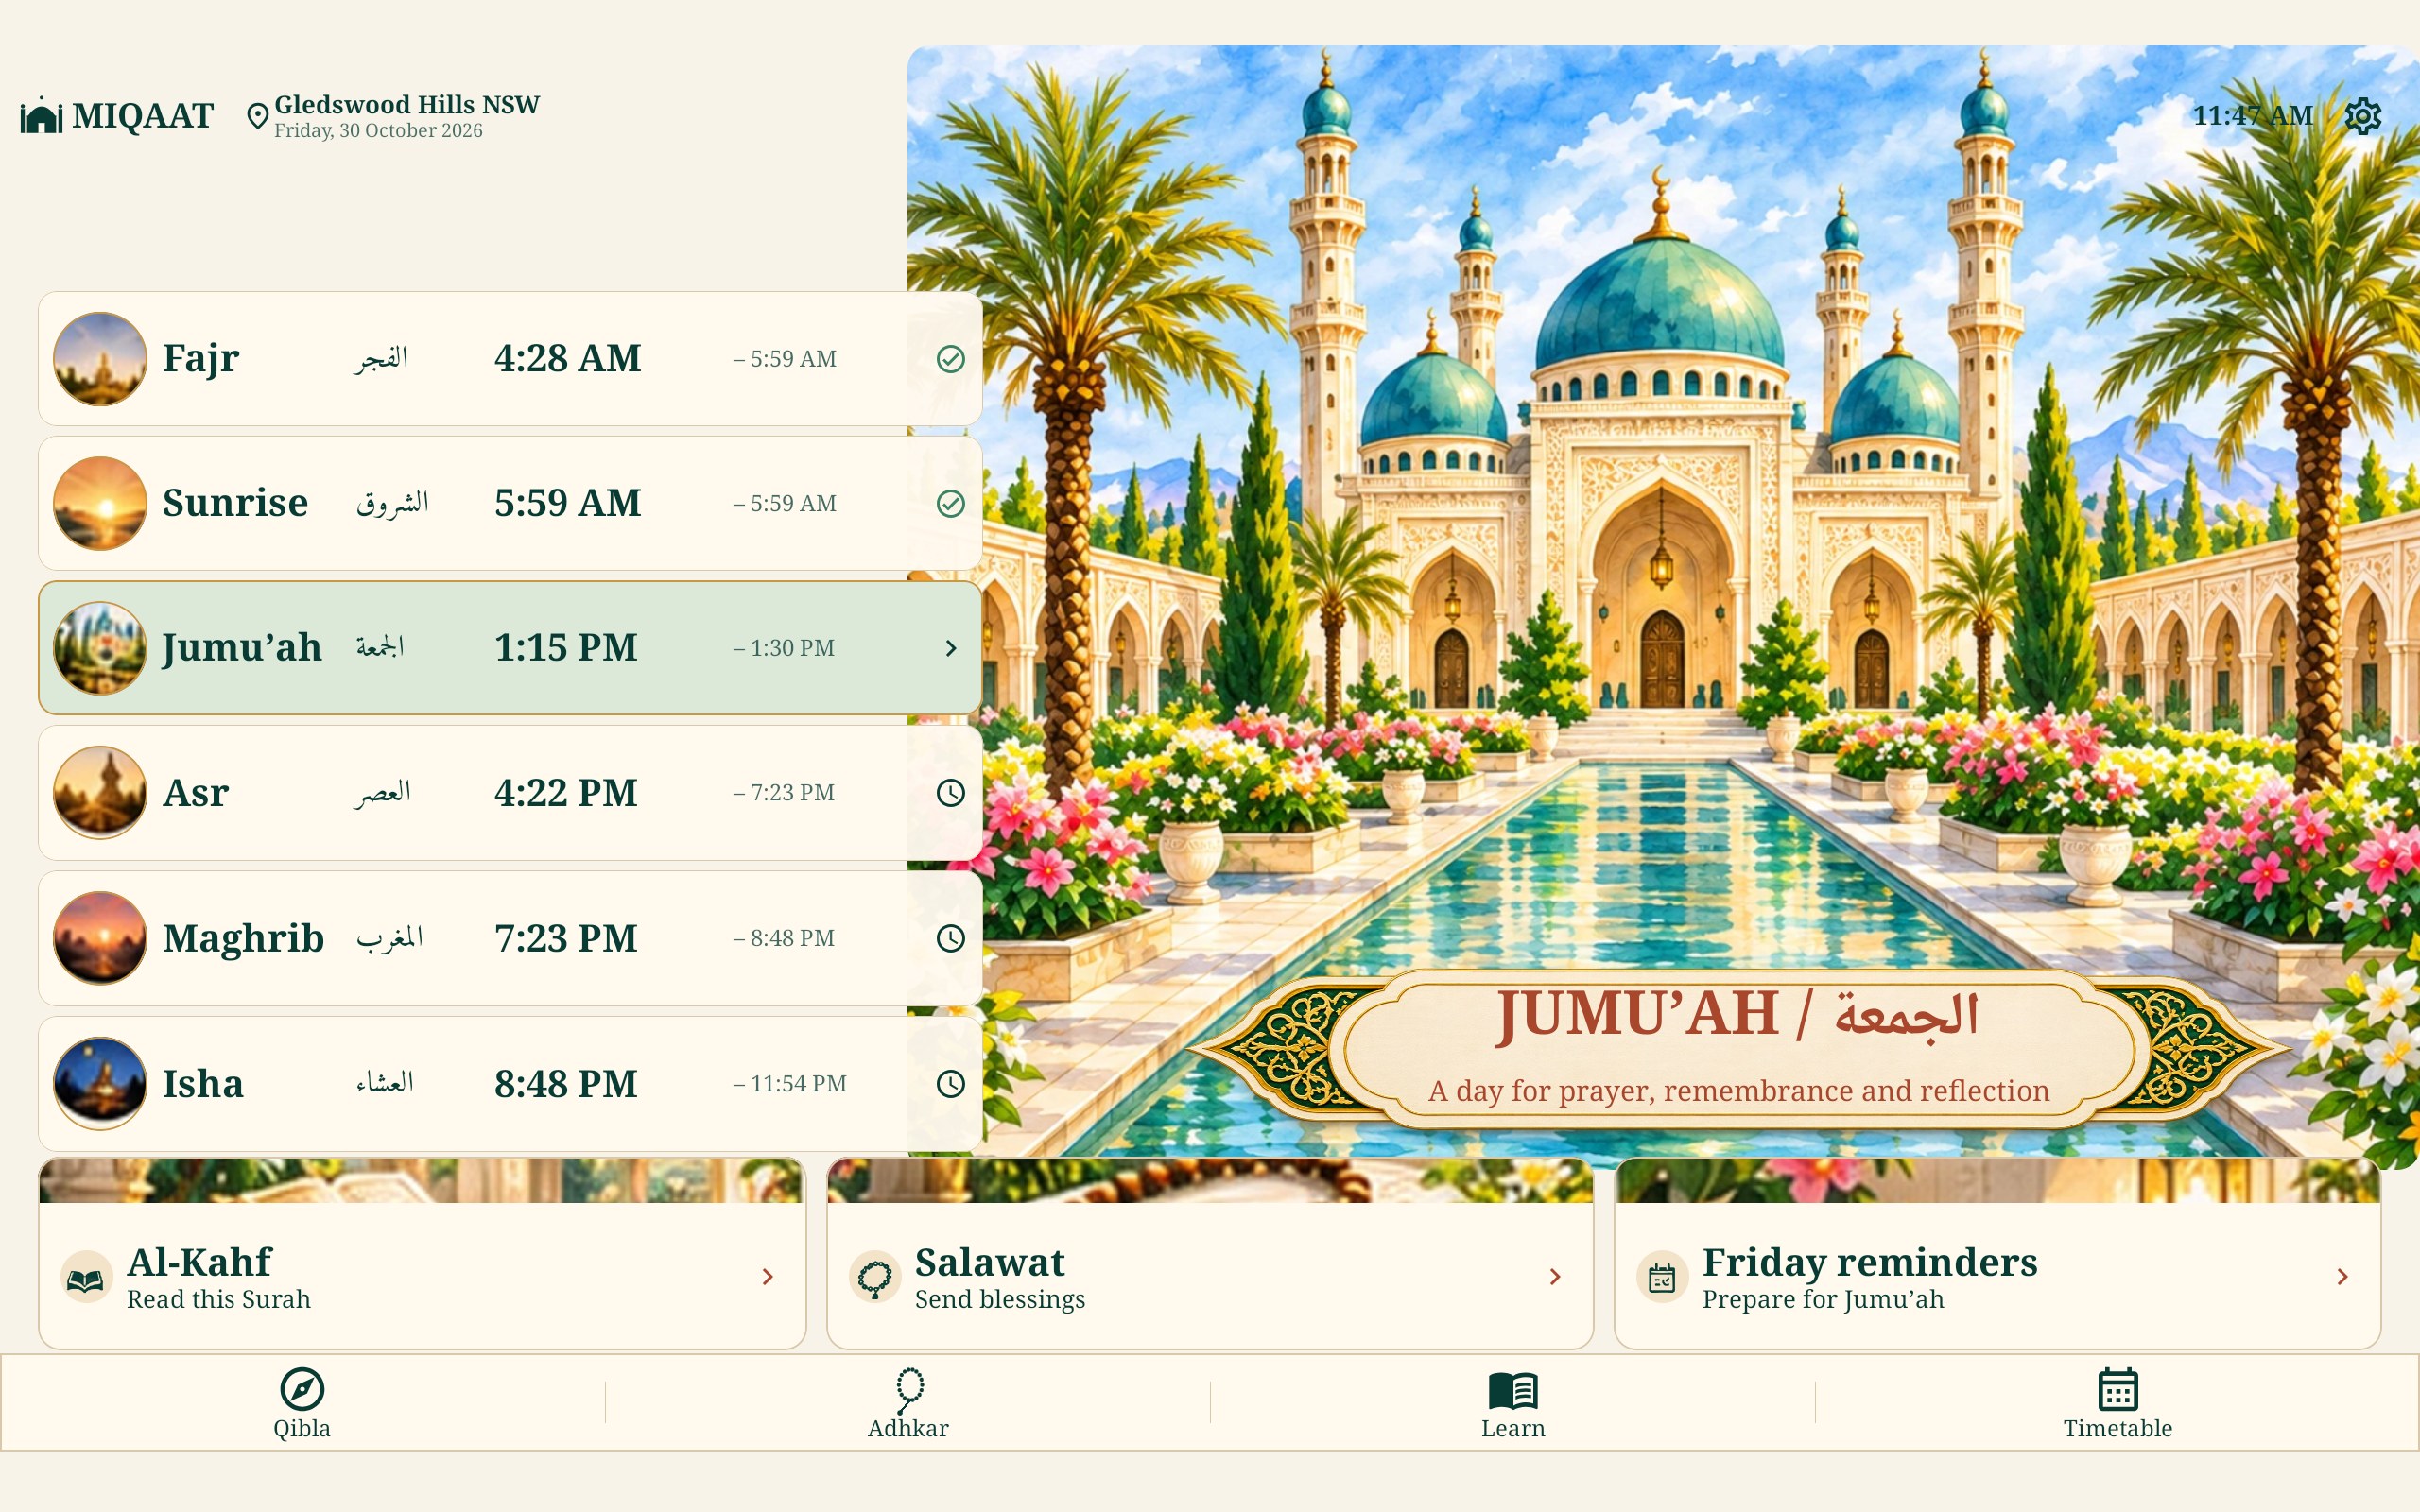 MIQAAT
Gledswood Hills NSW
Friday, 30 October 2026
11:47 AM
Fajr الفجر 4:28 AM – 5:59 AM
Sunrise الشروق 5:59 AM – 5:59 AM
Jumu’ah الجمعة 1:15 PM – 1:30 PM
Asr العصر 4:22 PM – 7:23 PM
Maghrib المغرب 7:23 PM – 8:48 PM
Isha العشاء 8:48 PM – 11:54 PM
JUMU’AH / الجمعة
A day for prayer, remembrance and reflection
Al-Kahf
Read this Surah
Salawat
Send blessings
Friday reminders
Prepare for Jumu’ah
Qibla
Adhkar
Learn
Timetable